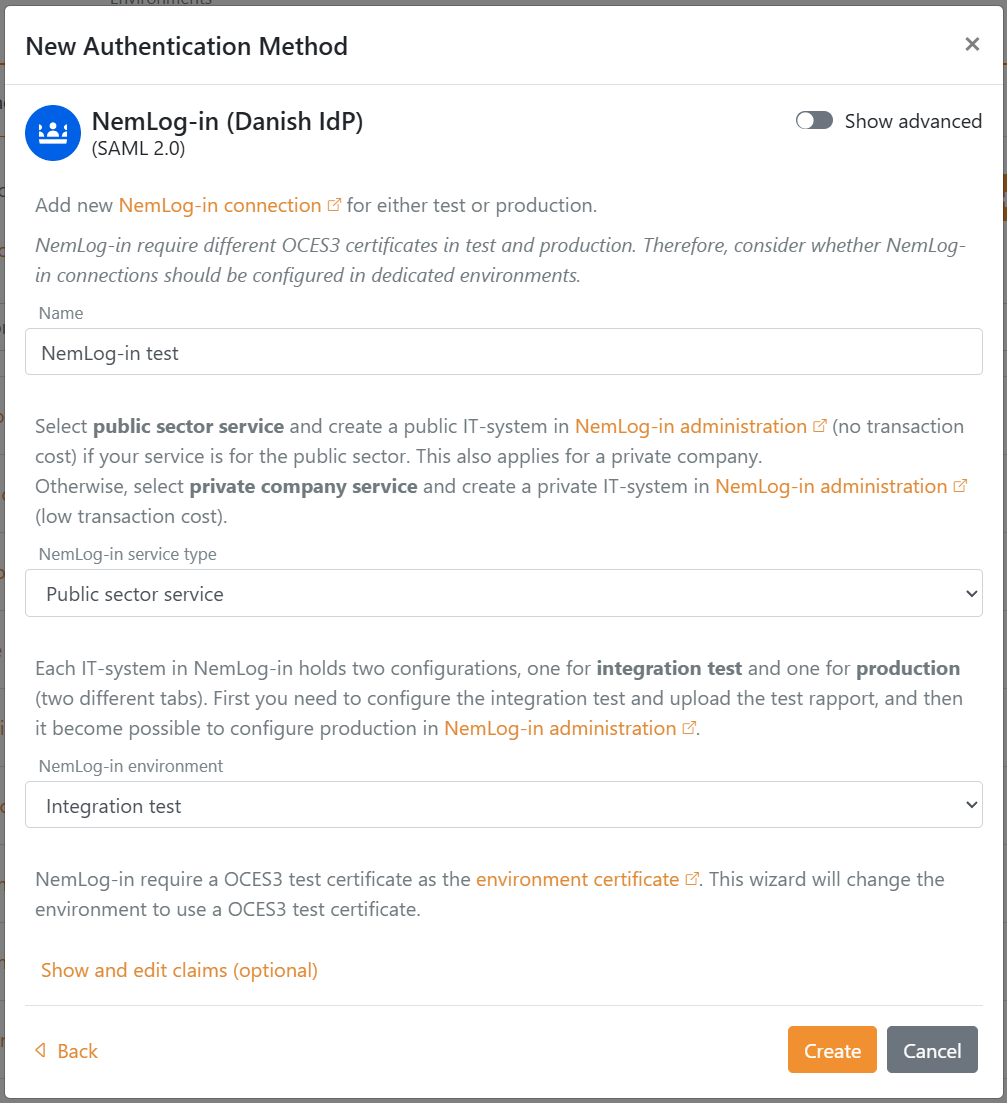 Environments
New Authentication Method
×
NemLog-in (Danish IdP)
(SAML 2.0)
Show advanced
Add new NemLog-in connection for either test or production.
NemLog-in require different OCES3 certificates in test and production. Therefore, consider whether NemLog-
in connections should be configured in dedicated environments.
Name
NemLog-in test
Select public sector service and create a public IT-system in NemLog-in administration (no transaction
cost) if your service is for the public sector. This also applies for a private company.
Otherwise, select private company service and create a private IT-system in NemLog-in administration
(low transaction cost).
NemLog-in service type
Public sector service
Each IT-system in NemLog-in holds two configurations, one for integration test and one for production
(two different tabs). First you need to configure the integration test and upload the test rapport, and then
it become possible to configure production in NemLog-in administration.
NemLog-in environment
Integration test
NemLog-in require a OCES3 test certificate as the environment certificate. This wizard will change the
environment to use a OCES3 test certificate.
Show and edit claims (optional)
Back
Create
Cancel